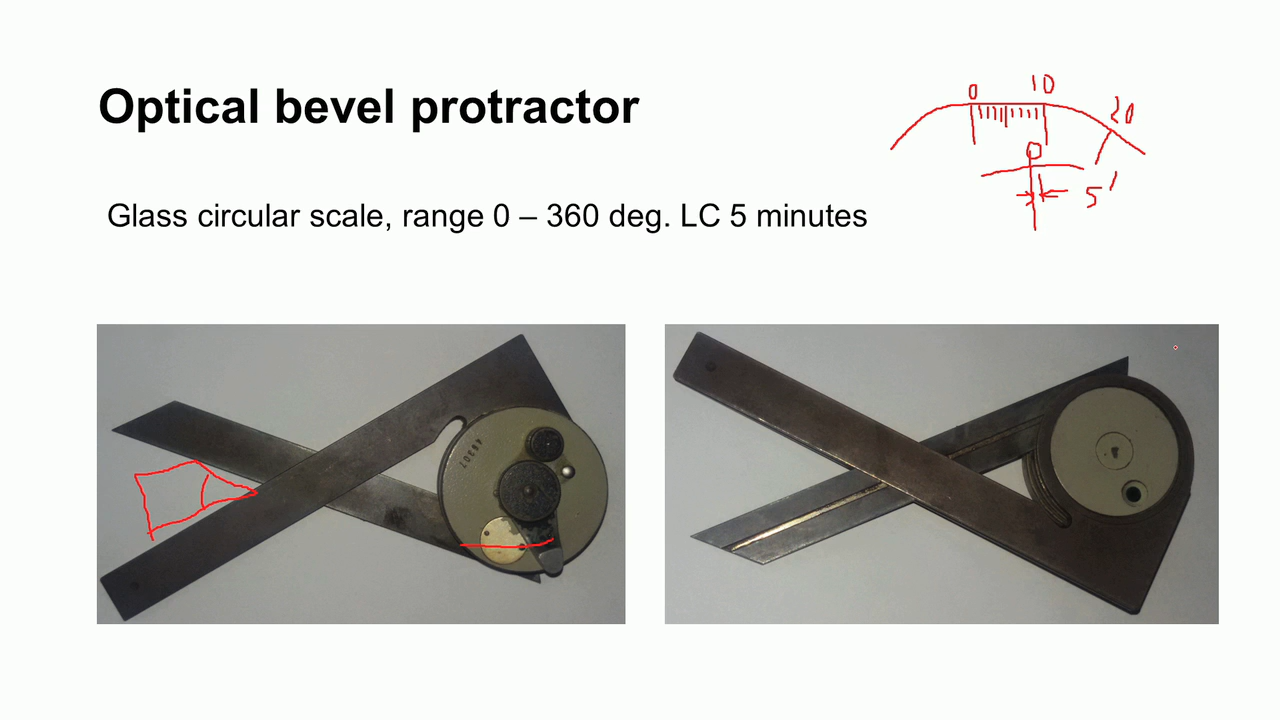 Optical bevel protractor
0 10 20
0
5'
Glass circular scale, range 0 – 360 deg. LC 5 minutes